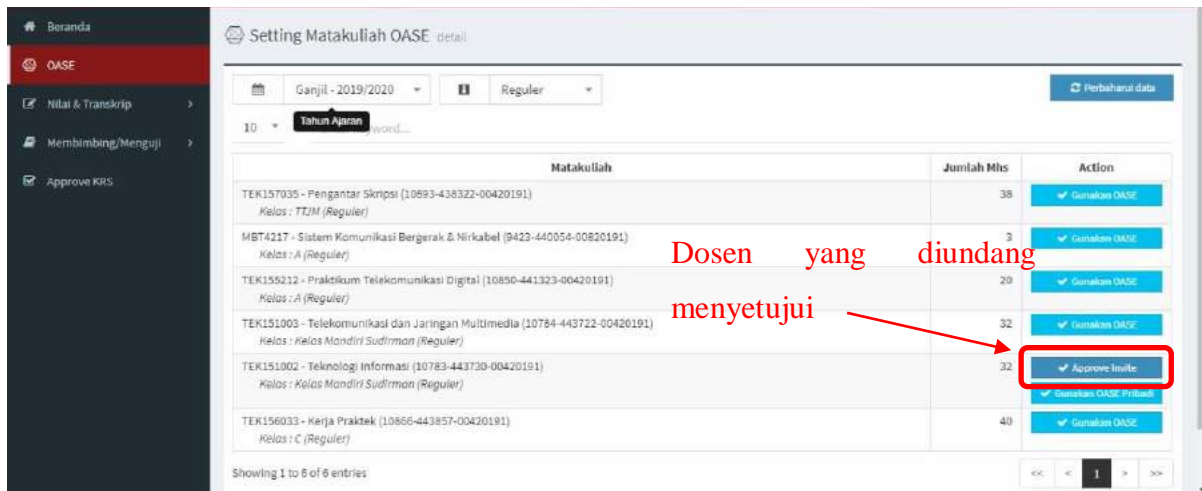 Beranda
OASE
Nilai & Transkrip
Membimbing/Menguji
Approve KRS
Setting Matakuliah OASE detail
Ganjil - 2019/2020
Reguler
Perbaharui data
10
Tahun Ajaran
Matakuliah Jumlah Mhs Action
TEK157035 - Pengantar Skripsi (10893-438322-00420191) 38 Gunakan OASE
Kelas : TTJM (Reguler)
MBT4217 - Sistem Komunikasi Bergerak & Nirkabel (9423-440054-00820191) 3 Gunakan OASE
Kelas : A (Reguler)
TEK155212 - Praktikum Telekomunikasi Digital (10850-441323-00420191) 20 Gunakan OASE
Kelas : A (Reguler)
TEK151003 - Telekomunikasi dan Jaringan Multimedia (10784-443722-00420191) 32 Gunakan OASE
Kelas : Kelas Mandiri Sudirman (Reguler)
TEK151002 - Teknologi Informasi (10783-443730-00420191) 32 Approve Invite
Kelas : Kelas Mandiri Sudirman (Reguler) Gunakan OASE Pribadi
TEK156033 - Kerja Praktek (10866-443857-00420191) 40 Gunakan OASE
Kelas : C (Reguler)
Dosen yang diundang
menyetujui
Showing 1 to 6 of 6 entries
<< < 1 > >>